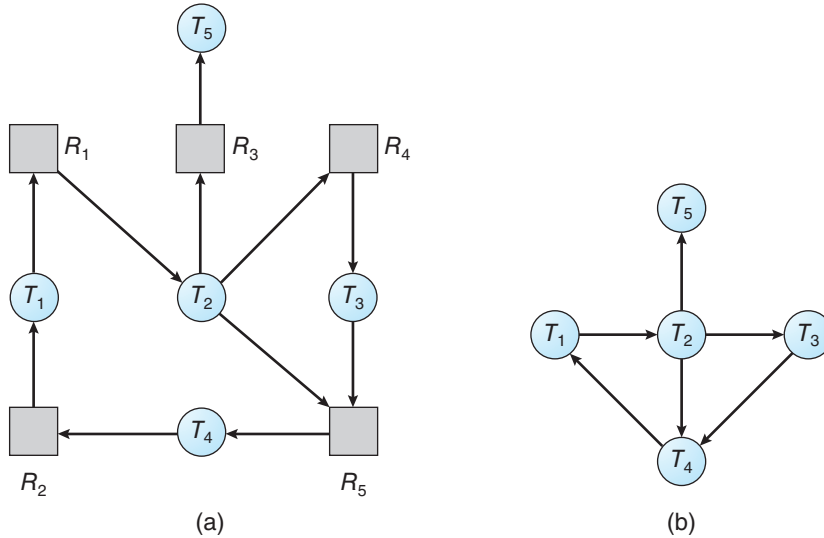 T₅
R₁
R₃
R₄
T₁
T₂
T₃
T₄
R₂
R₅
(a)
T₅
T₁
T₂
T₃
T₄
(b)